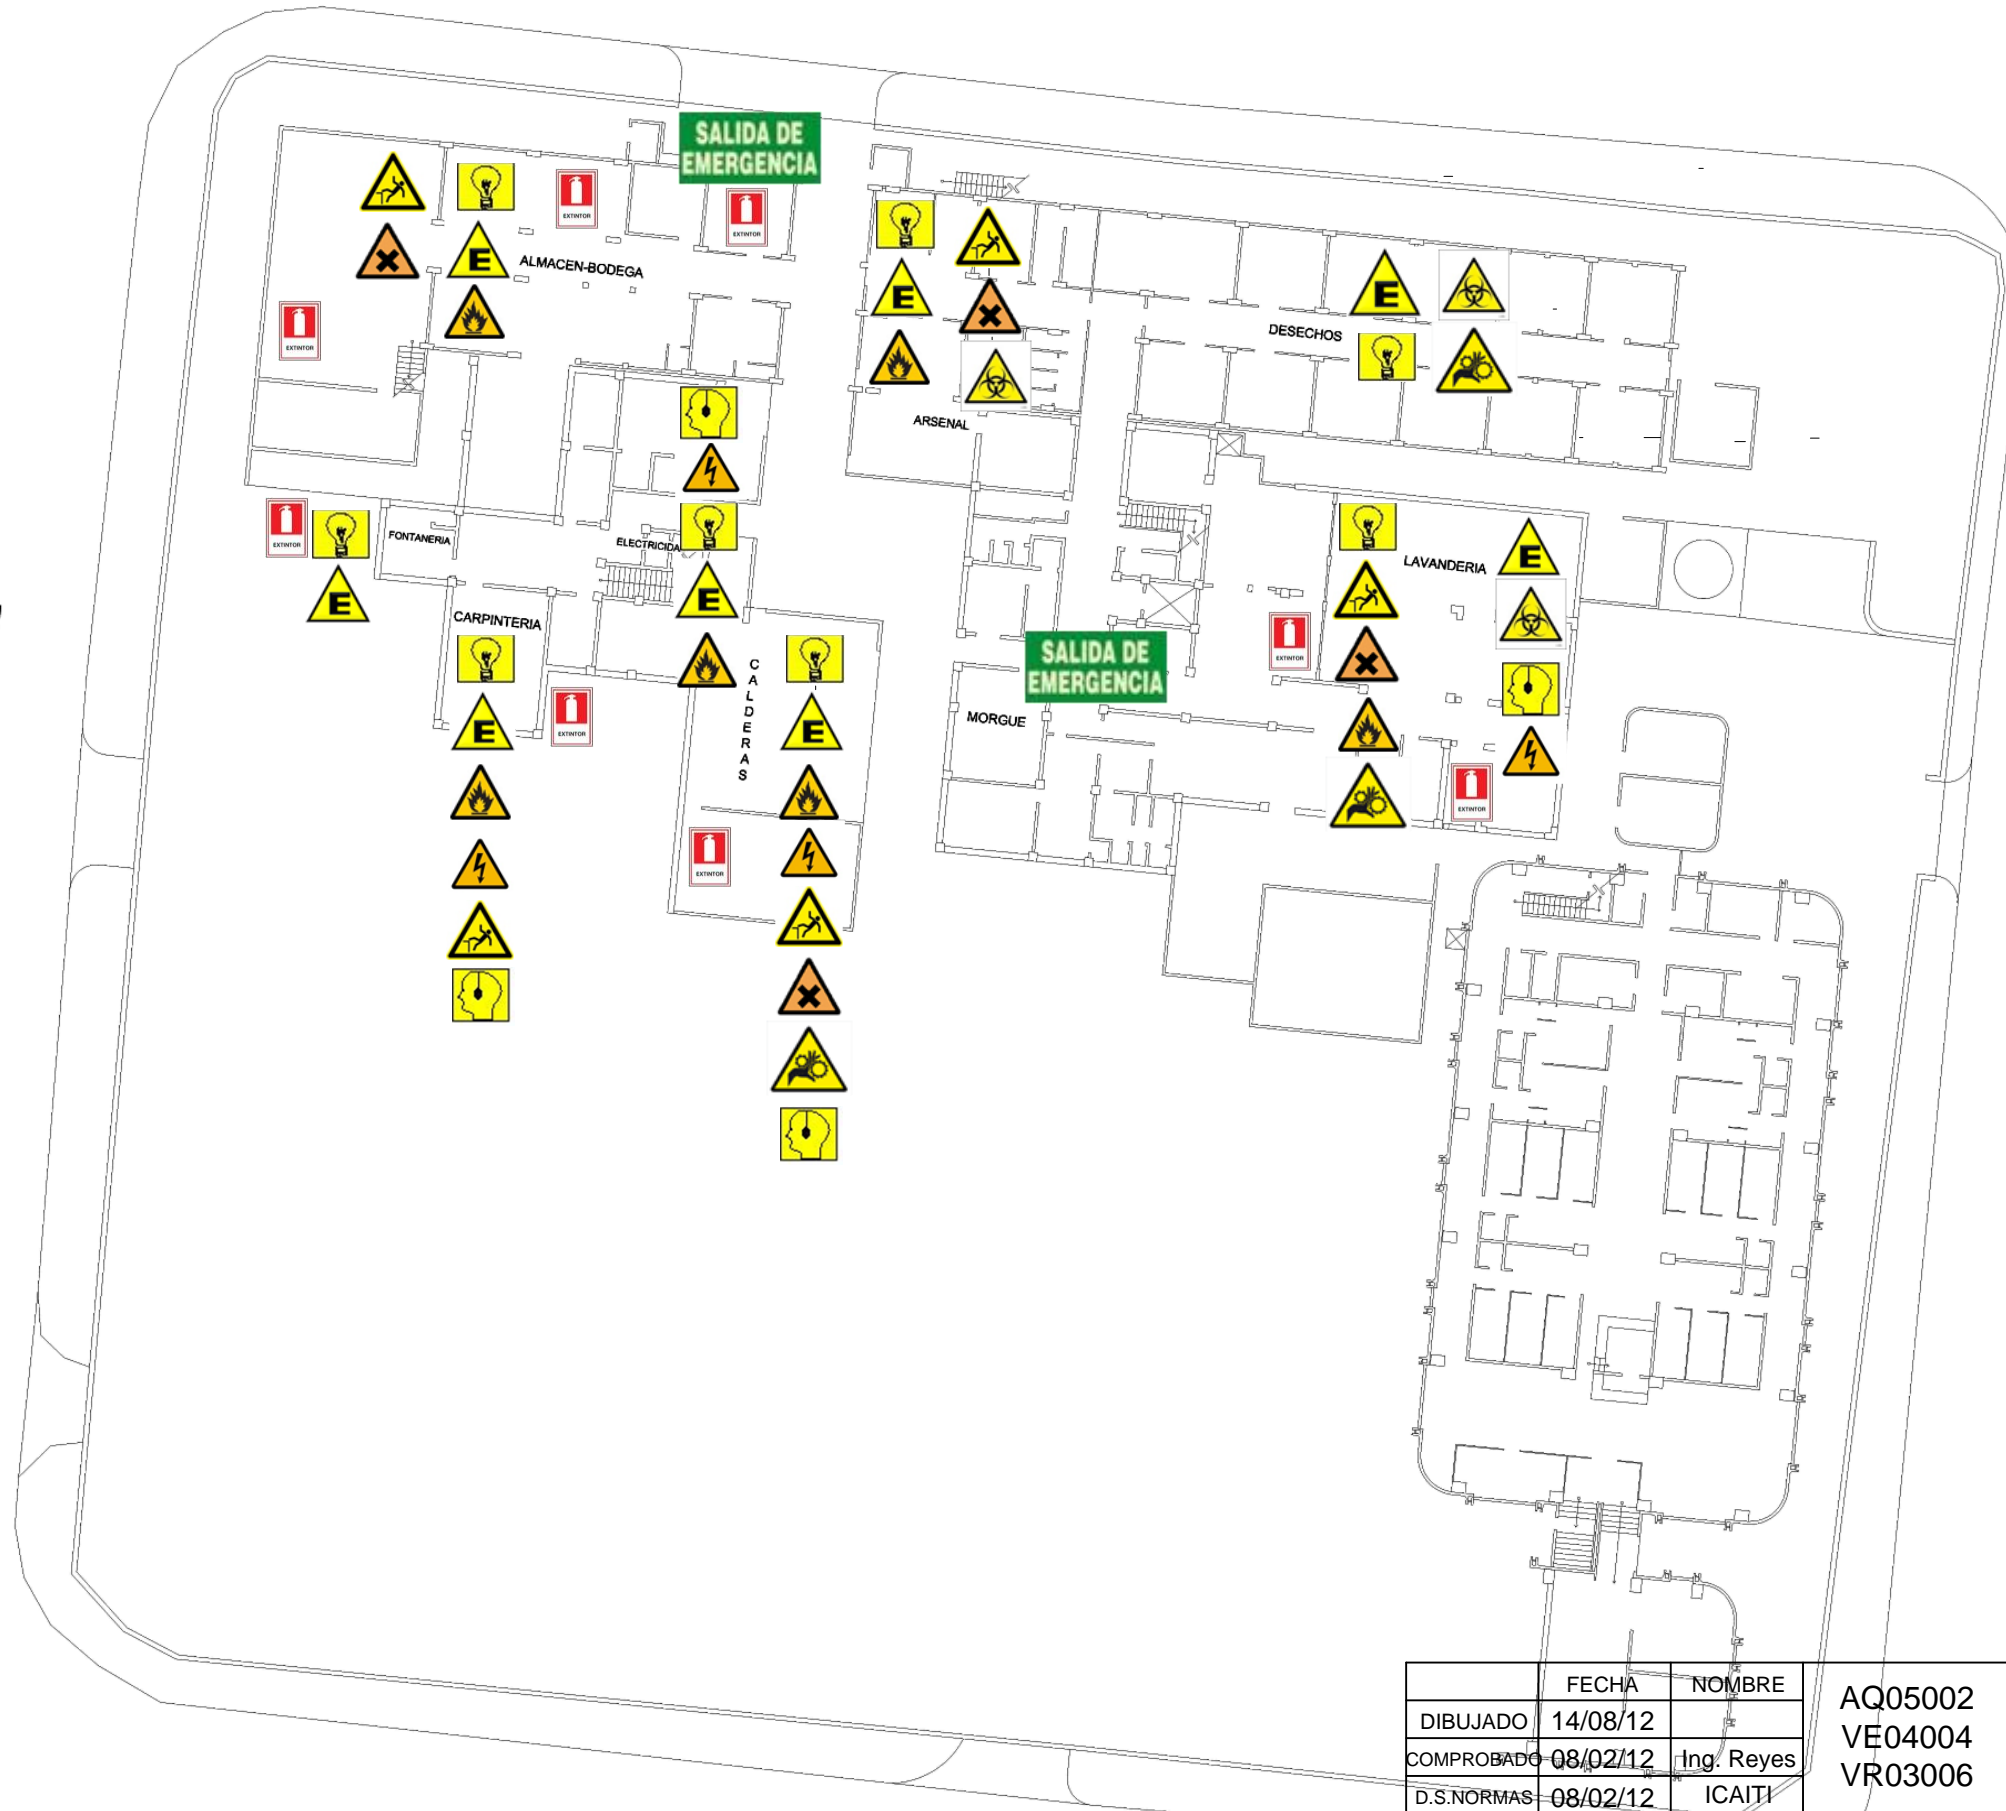 SALIDA DE
EMERGENCIA
EXTINTOR
EXTINTOR
E
ALMACEN-BODEGA
EXTINTOR
E
ARSENAL
E
DESECHOS
EXTINTOR
FONTANERIA
E
ELECTRICIDA
E
CARPINTERIA
E
EXTINTOR
CALDERAS
E
EXTINTOR
SALIDA DE
EMERGENCIA
MORGUE
LAVANDERIA
E
EXTINTOR
EXTINTOR
FECHA NOMBRE
DIBUJADO 14/08/12
COMPROBADO 08/02/12 Ing. Reyes
D.S.NORMAS 08/02/12 ICAITI
AQ05002
VE04004
VR03006